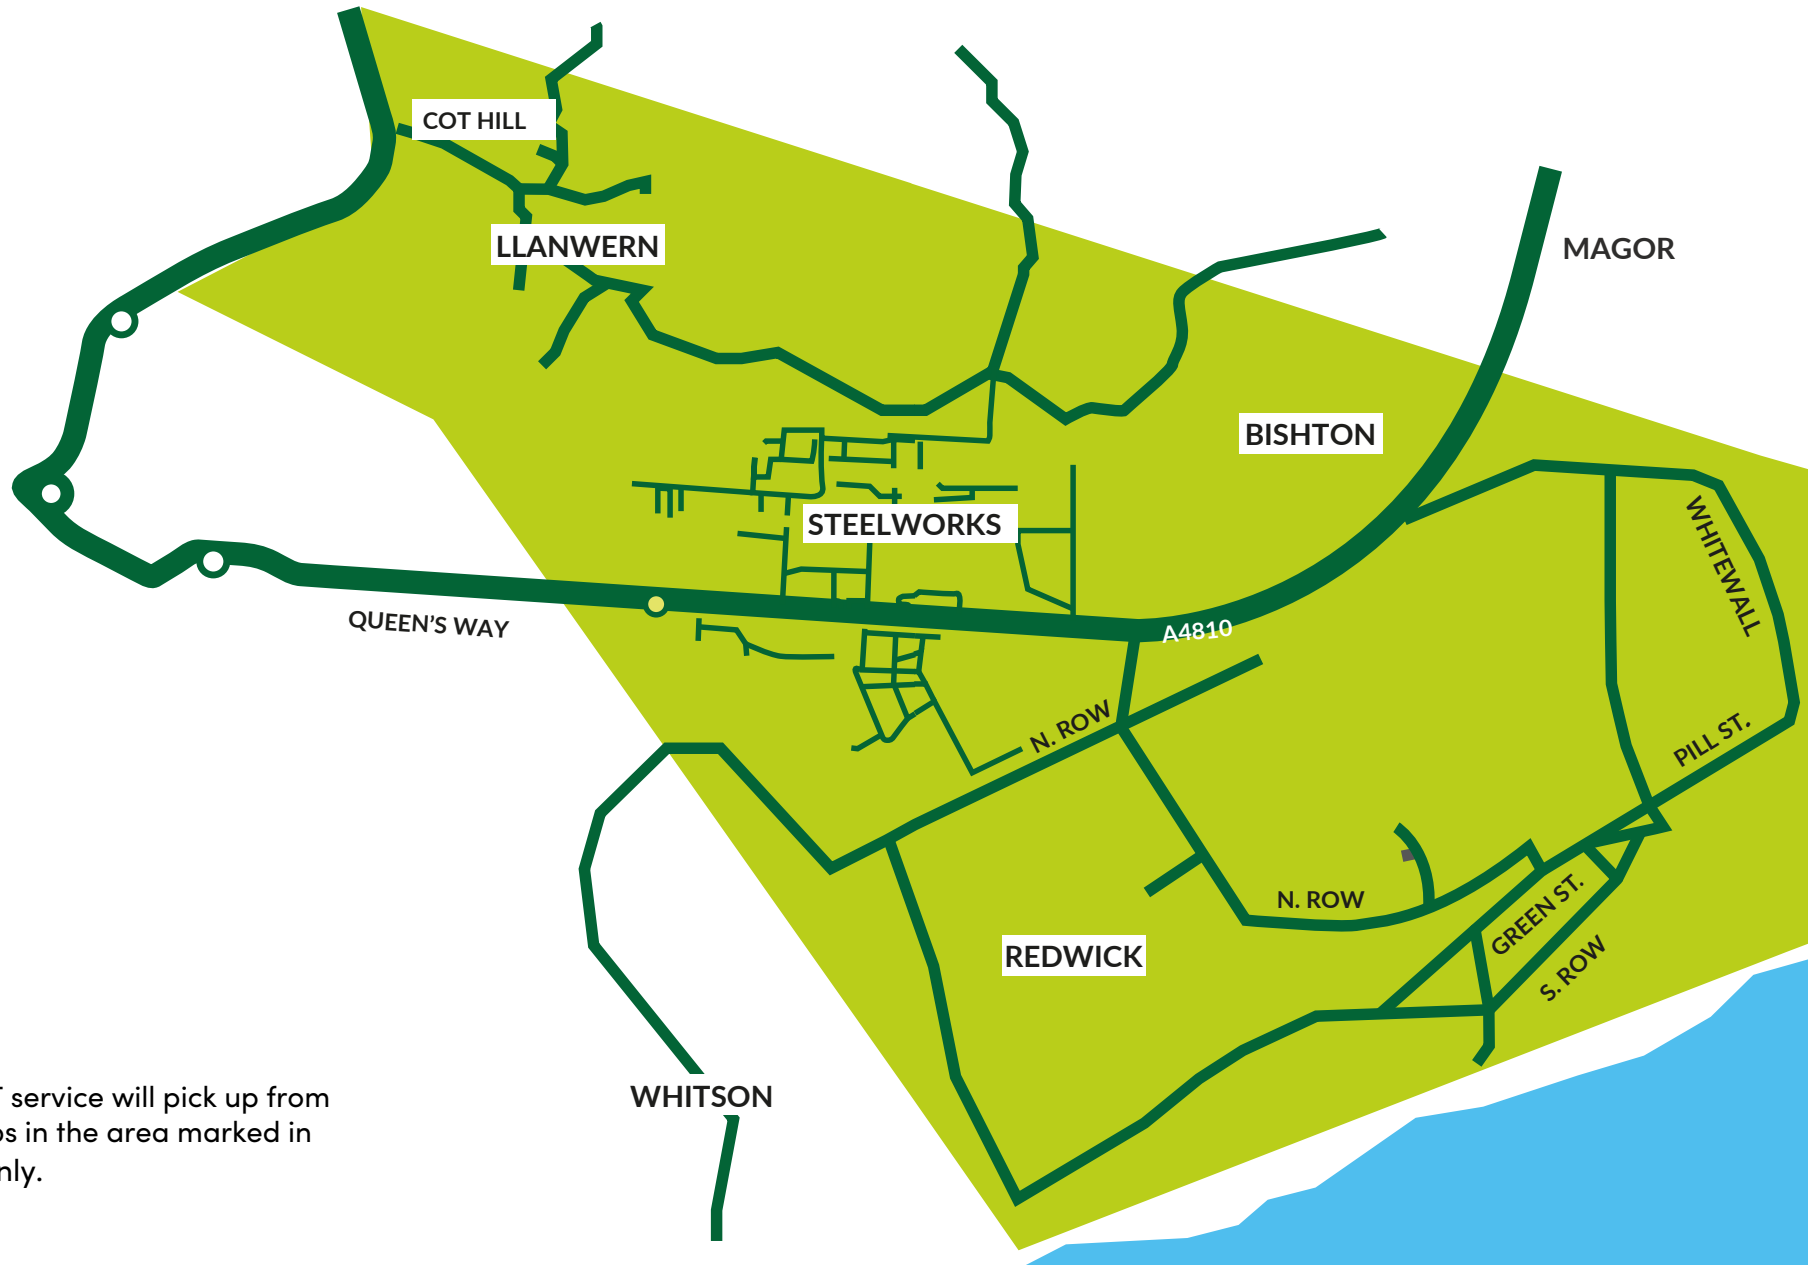 COT HILL
LLANWERN
MAGOR
BISHTON
STEELWORKS
WHITEWALL
QUEEN'S WAY
A4810
N. ROW
PILL ST.
N. ROW
GREEN ST.
REDWICK
S. ROW
WHITSON
service will pick up from
in the area marked in